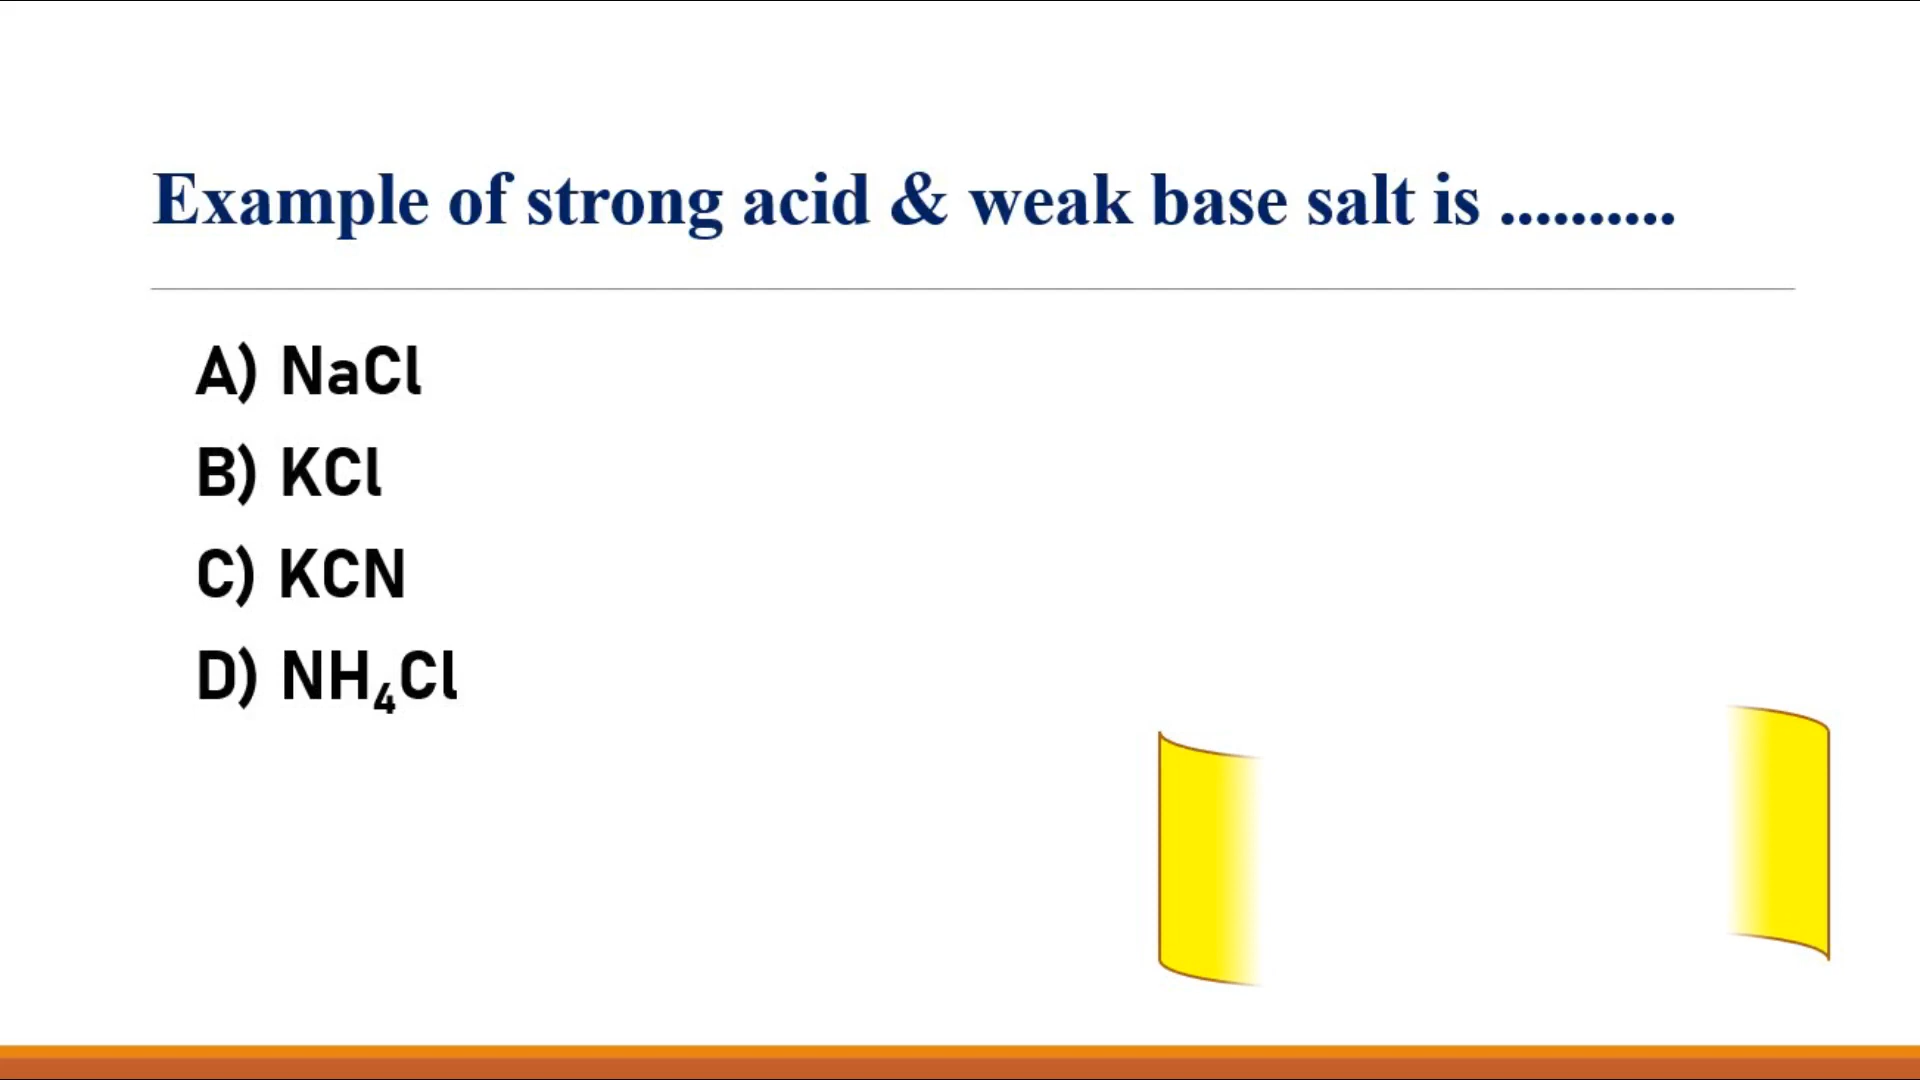 Example of strong acid & weak base salt is ..........
A) NaCl
B) KCl
C) KCN
D) NH₄Cl